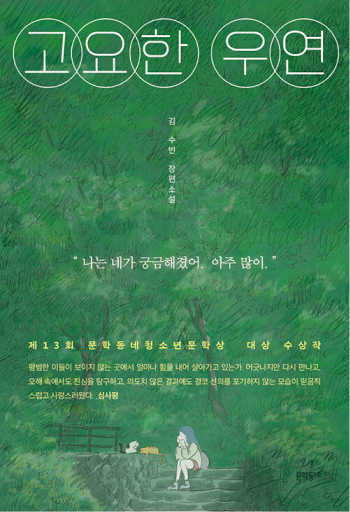 고요한 우연
김수빈 장편소설
“ 나는 네가 궁금해졌어. 아주 많이. ”
제13회 문학동네청소년문학상 대상 수상작
평범한 이들이 보이지 않는 곳에서 얼마나 힘을 내어 살아가고 있는가. 어긋나지만 다시 만나고,
오해 속에서도 진심을 탐구하고, 의도치 않은 결과에도 결코 선의를 포기하지 않는 모습이 믿음직
스럽고 사랑스러웠다. _심사평
문학동네